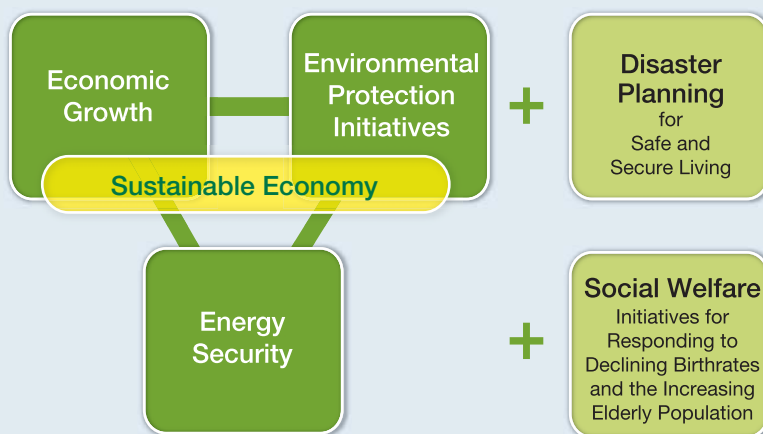 Economic
Growth
Environmental
Protection
Initiatives
+
Disaster
Planning
for
Safe and
Secure Living
Sustainable Economy
Energy
Security
+
Social Welfare
Initiatives for
Responding to
Declining Birthrates
and the Increasing
Elderly Population